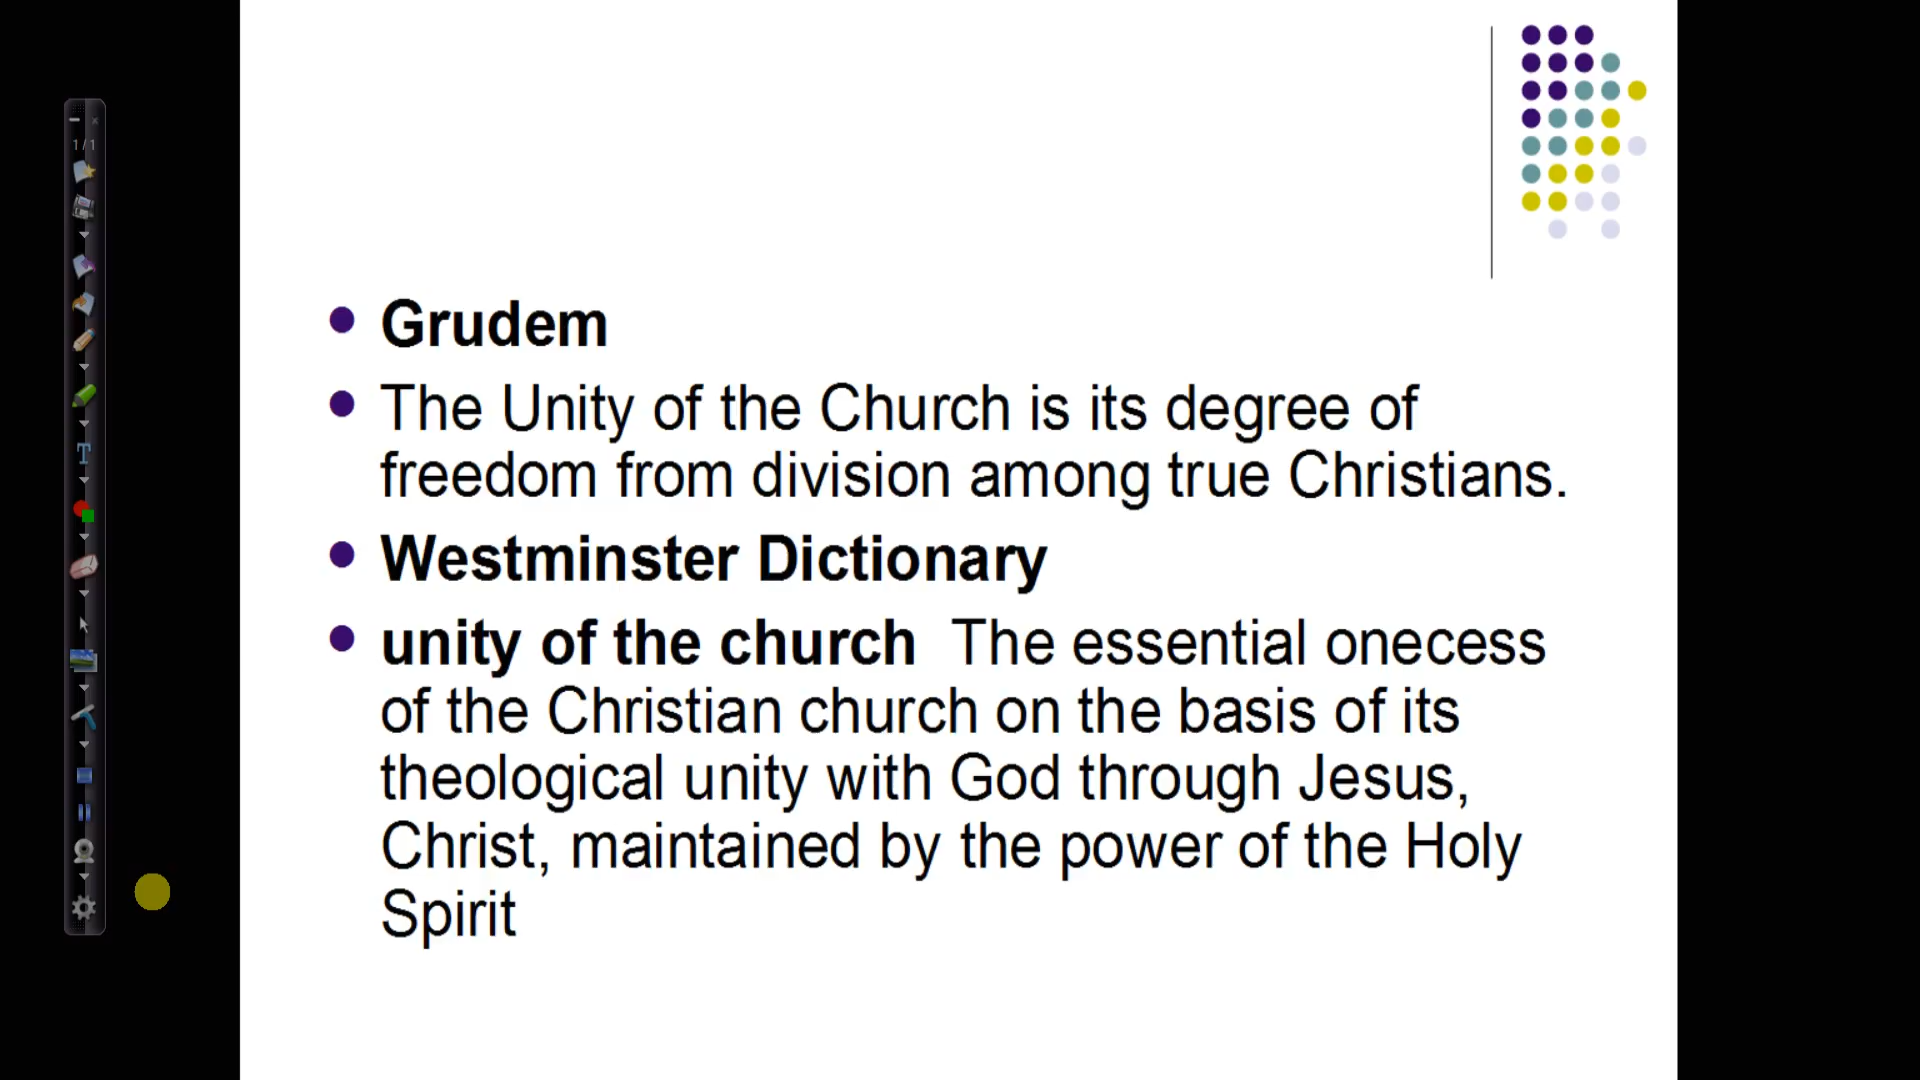 1/1
T
Grudem
The Unity of the Church is its degree of
freedom from division among true Christians.
Westminster Dictionary
unity of the church The essential onecess
of the Christian church on the basis of its
theological unity with God through Jesus,
Christ, maintained by the power of the Holy
Spirit